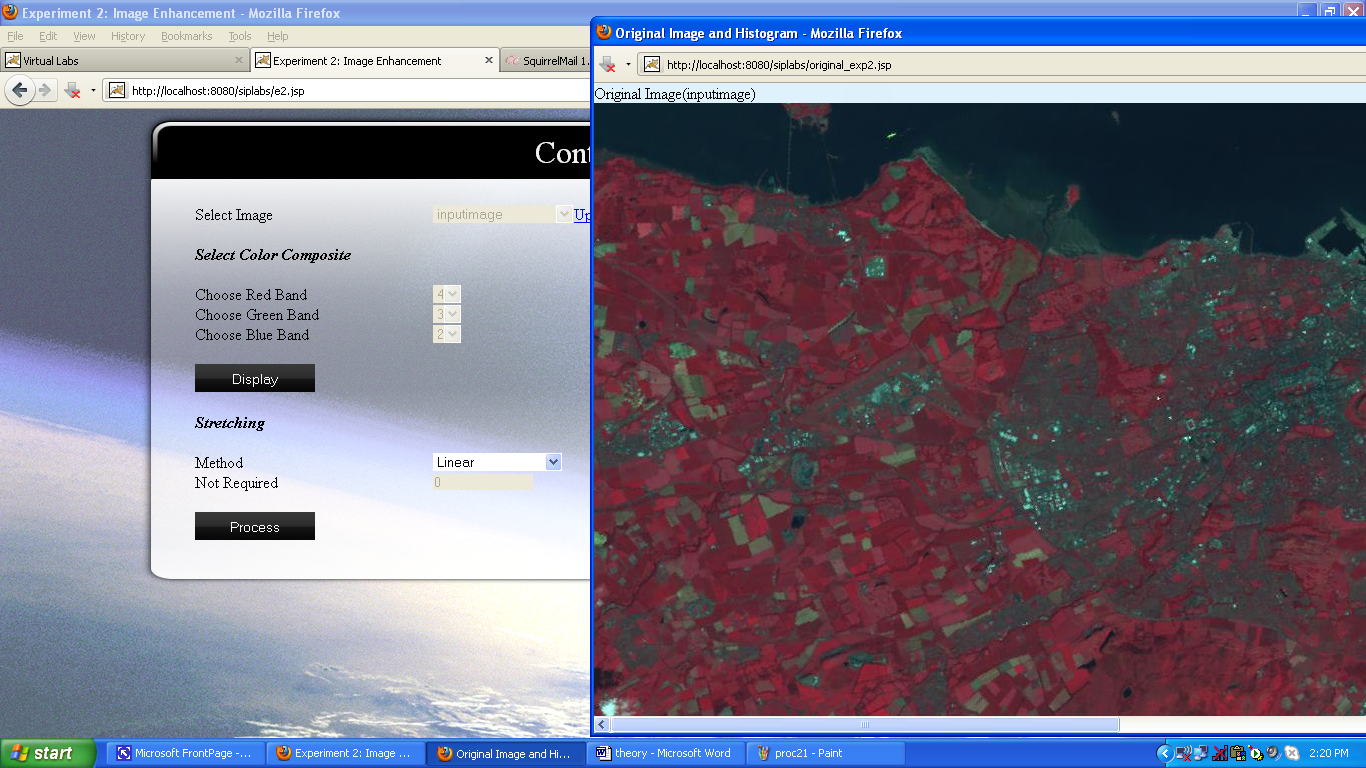 Experiment 2: Image Enhancement - Mozilla Firefox
File Edit View History Bookmarks Tools Help
Virtual Labs
Experiment 2: Image Enhancement
SquirrelMail 1.
http://localhost:8080/siplabs/e2.jsp
Cont
Select Image
inputimage
Up
Select Color Composite
Choose Red Band
4
Choose Green Band
3
Choose Blue Band
2
Display
Stretching
Method
Linear
Not Required
0
Process
Original Image and Histogram - Mozilla Firefox
http://localhost:8080/siplabs/original_exp2.jsp
Original Image(inputimage)
start
Microsoft FrontPage -...
Experiment 2: Image ...
Original Image and Hi...
theory - Microsoft Word
proc21 - Paint
2:20 PM